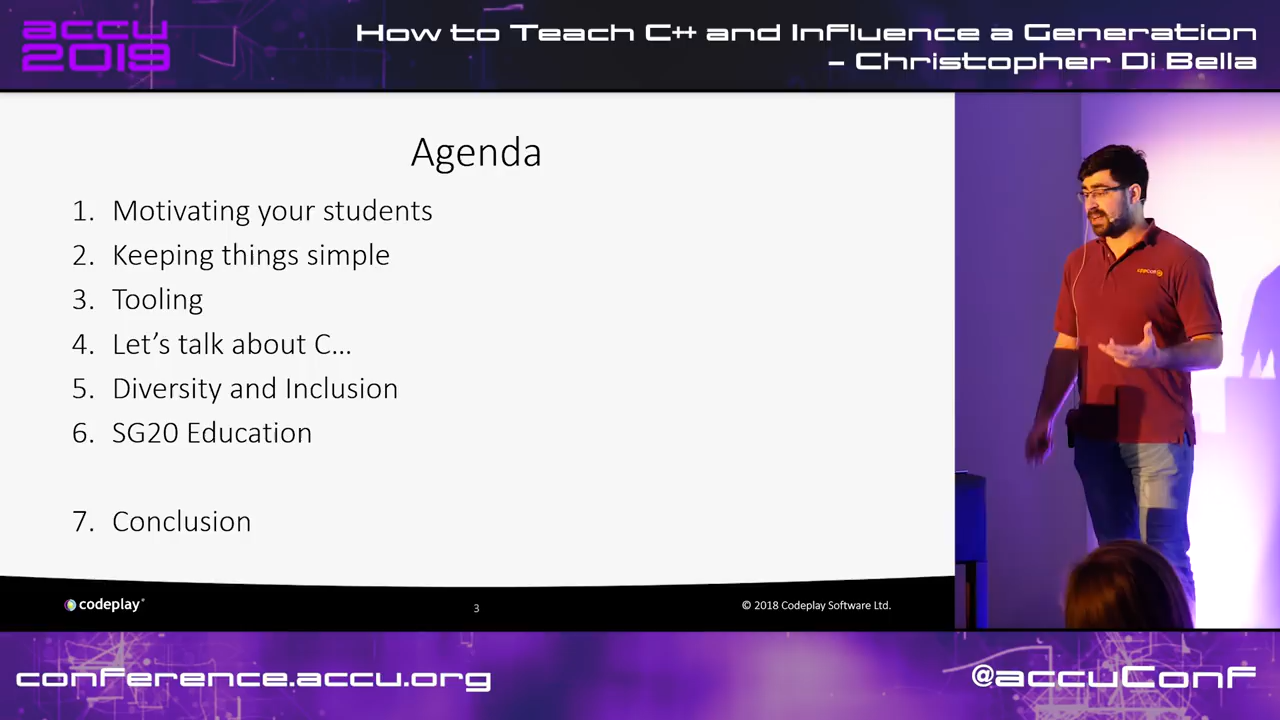 accu
2019
How to Teach C++ and Influence a Generation
– Christopher Di Bella
Agenda
1. Motivating your students
2. Keeping things simple
3. Tooling
4. Let's talk about C...
5. Diversity and Inclusion
6. SG20 Education
7. Conclusion
codeplay®
3
© 2018 Codeplay Software Ltd.
conference.accu.org
@accuConf